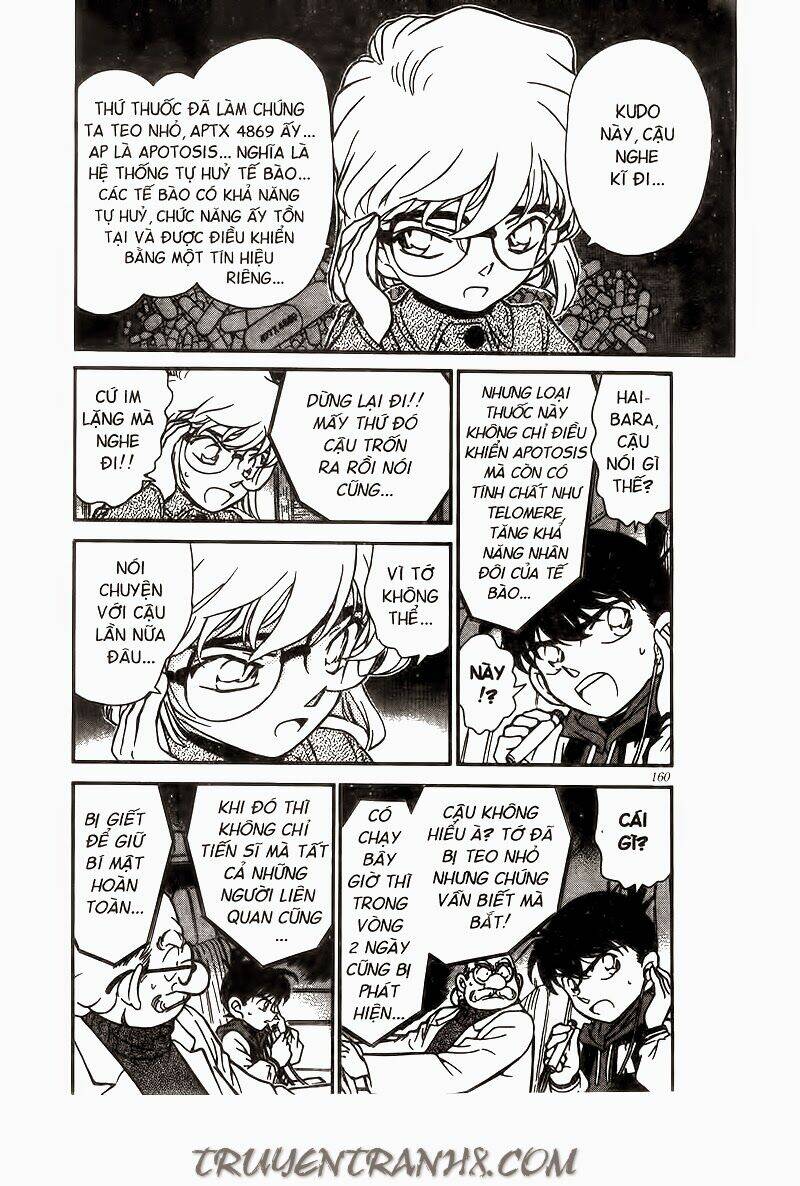 KUDO
NÀY, CẬU
NGHE
KĨ ĐI...
THỨ THUỐC ĐÃ LÀM CHÚNG
TA TEO NHỎ, APTX 4869 ẤY...
AP LÀ APOTOSIS... NGHĨA LÀ
HỆ THỐNG TỰ HUỶ TẾ BÀO...
CÁC TẾ BÀO CÓ KHẢ NĂNG
TỰ HUỶ, CHỨC NĂNG ẤY TỒN
TẠI VÀ ĐƯỢC ĐIỀU KHIỂN
BẰNG MỘT TÍN HIỆU
RIÊNG...
HAI-
BARA,
CẬU
NÓI GÌ
THẾ?
NHƯNG LOẠI
THUỐC NÀY
KHÔNG CHỈ ĐIỀU
KHIỂN APOTOSIS
MÀ CÒN CÓ
TÍNH CHẤT NHƯ
TELOMERE
TĂNG KHẢ
NĂNG NHÂN
ĐÔI CỦA TẾ
BÀO...
NÀY
!?
DỪNG LẠI ĐI!!
MẤY THỨ ĐÓ
CẬU TRỐN
RA RỒI NÓI
CŨNG...
CỨ IM
LẶNG MÀ
NGHE
ĐI!!
VÌ TỚ
KHÔNG
THỂ...
NÓI
CHUYỆN
VỚI CẬU
LẦN NỮA
ĐÂU...
160
CÁI
GÌ?
CẬU KHÔNG
HIỂU À? TỚ ĐÃ
BỊ TEO NHỎ
NHƯNG CHÚNG
VẪN BIẾT MÀ
BẮT!
CÓ
CHẠY
BÂY
GIỜ THÌ
TRONG
VÒNG
2 NGÀY
CŨNG BỊ
PHÁT
HIỆN...
KHI ĐÓ THÌ
KHÔNG CHỈ
TIẾN SĨ MÀ TẤT
CẢ NHỮNG
NGƯỜI LIÊN
QUAN CŨNG
...
BỊ GIẾT
ĐỂ GIỮ
BÍ MẬT
HOÀN
TOÀN...
TRUYENTRANH8.COM